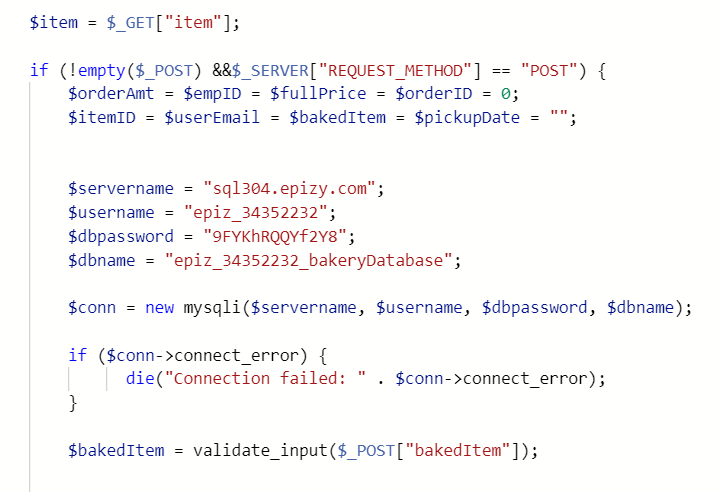 $item = $_GET["item"];
if (!empty($_POST) &&$_SERVER["REQUEST_METHOD"] == "POST") {
$orderAmt = $empID = $fullPrice = $orderID = 0;
$itemID = $userEmail = $bakedItem = $pickupDate = "";
$servername = "sql304.epizy.com";
$username = "epiz_34352232";
$dbpassword = "9FYKhRQQYf2Y8";
$dbname = "epiz_34352232_bakeryDatabase";
$conn = new mysqli($servername, $username, $dbpassword, $dbname);
if ($conn->connect_error) {
die("Connection failed: " . $conn->connect_error);
}
$bakedItem = validate_input($_POST["bakedItem"]);